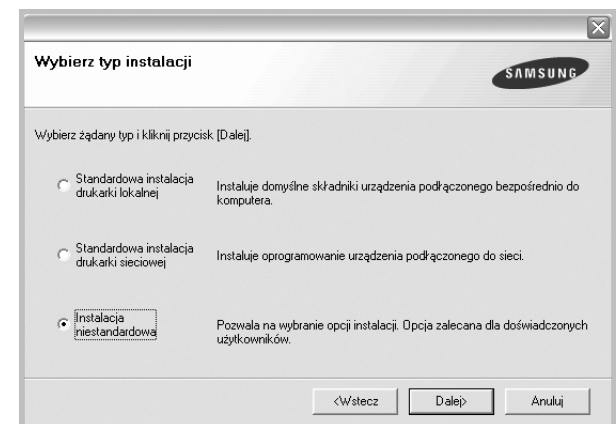 Wybierz typ instalacji
SAMSUNG
Wybierz żądany typ i kliknij przycisk [Dalej].
Standardowa instalacja
drukarki lokalnej
Instaluje domyślne składniki urządzenia podłączonego bezpośrednio do
komputera.
Standardowa instalacja
drukarki sieciowej
Instaluje oprogramowanie urządzenia podłączonego do sieci.
Instalacja
niestandardowa
Pozwala na wybranie opcji instalacji. Opcja zalecana dla doświadczonych
użytkowników.
<Wstecz
Dalej>
Anuluj